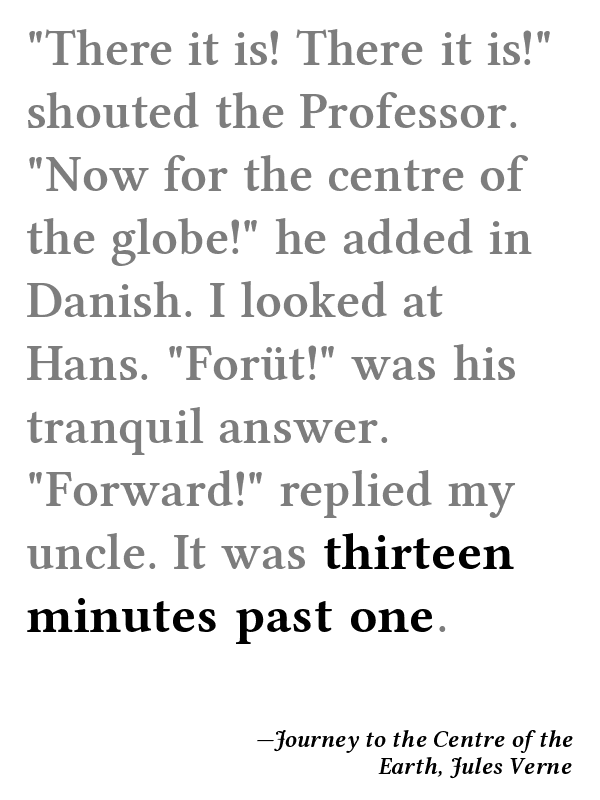 "There it is! There it is!"
shouted the Professor.
"Now for the centre of
the globe!" he added in
Danish. I looked at
Hans. "Forüt!" was his
tranquil answer.
"Forward!" replied my
uncle. It was thirteen
minutes past one.
—Journey to the Centre of the
Earth, Jules Verne